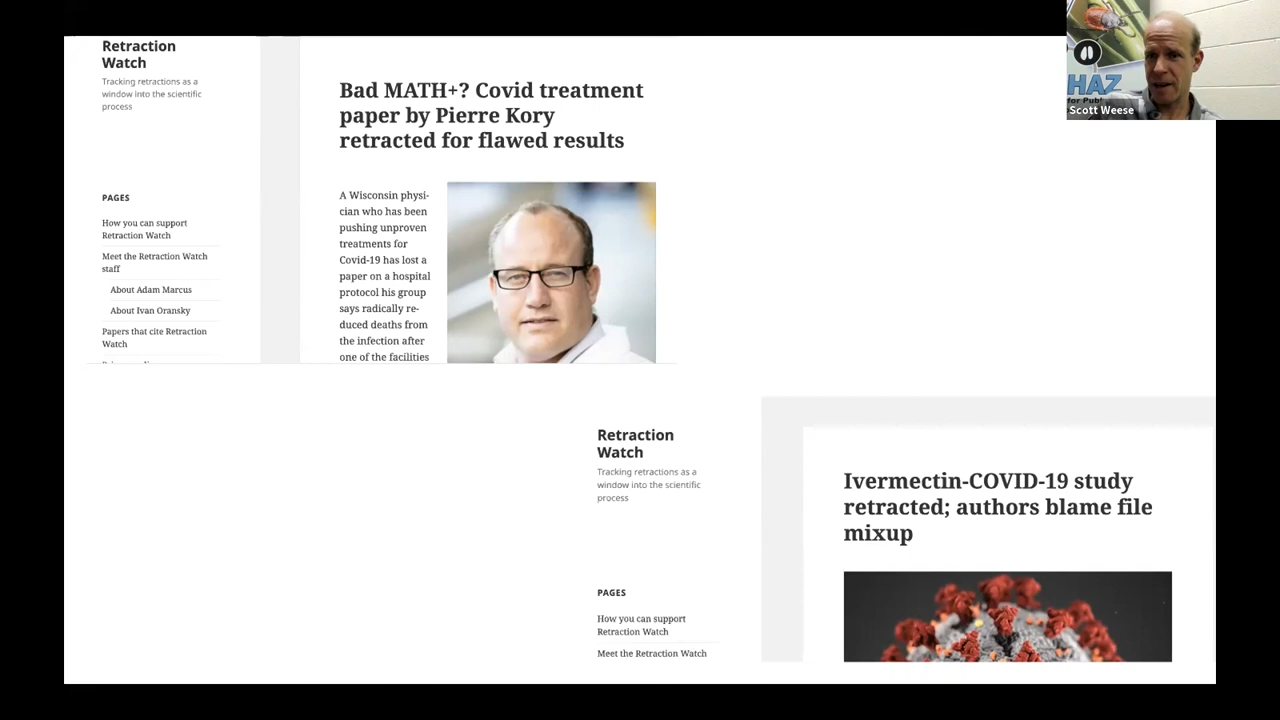 Retraction
Watch
Tracking retractions as a
window into the scientific
process
PAGES
How you can support
Retraction Watch
Meet the Retraction Watch
staff
About Adam Marcus
About Ivan Oransky
Papers that cite Retraction
Watch
Bad MATH+? Covid treatment
paper by Pierre Kory
retracted for flawed results
A Wisconsin physi-
cian who has been
pushing unproven
treatments for
Covid-19 has lost a
paper on a hospital
protocol his group
says radically re-
duced deaths from
the infection after
one of the facilities
HAZ
for Pub
Scott Weese
Retraction
Watch
Tracking retractions as a
window into the scientific
process
PAGES
How you can support
Retraction Watch
Meet the Retraction Watch
Ivermectin-COVID-19 study
retracted; authors blame file
mixup